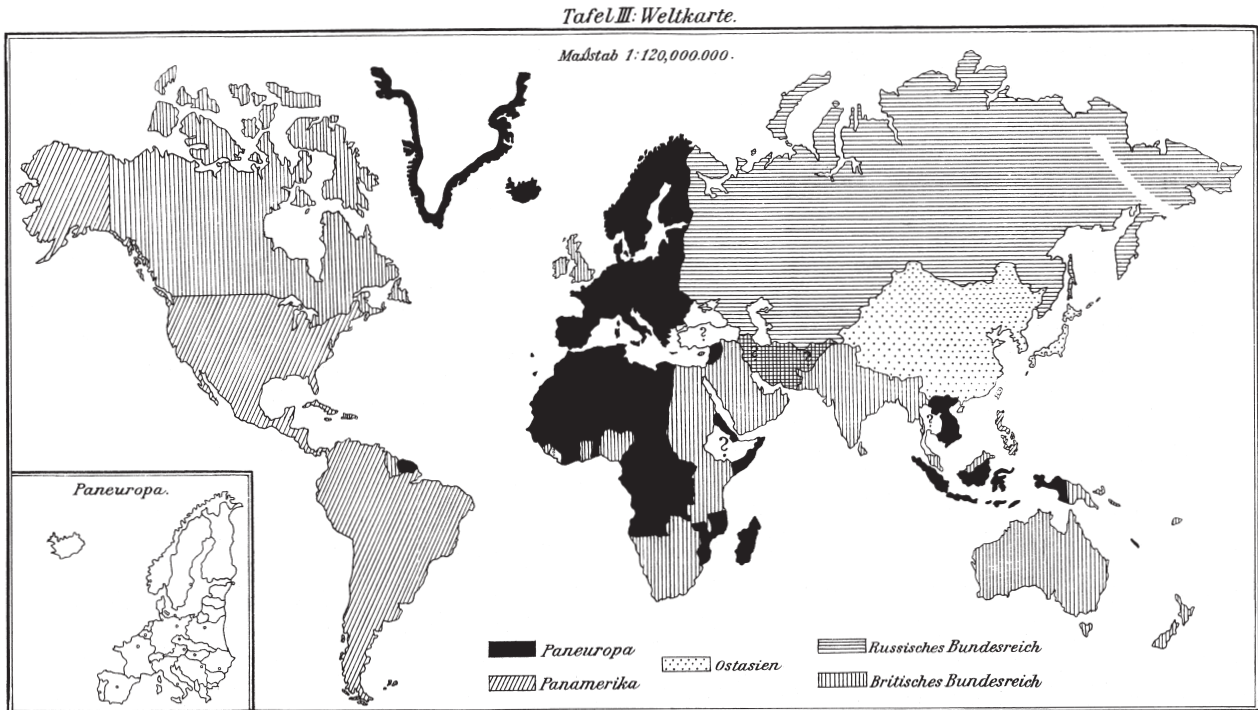 Tafel III: Weltkarte.
Maßstab 1:120,000.000.
?
?
?
?
Paneuropa.
Paneuropa
Panamerika
Ostasien
Russisches Bundesreich
Britisches Bundesreich